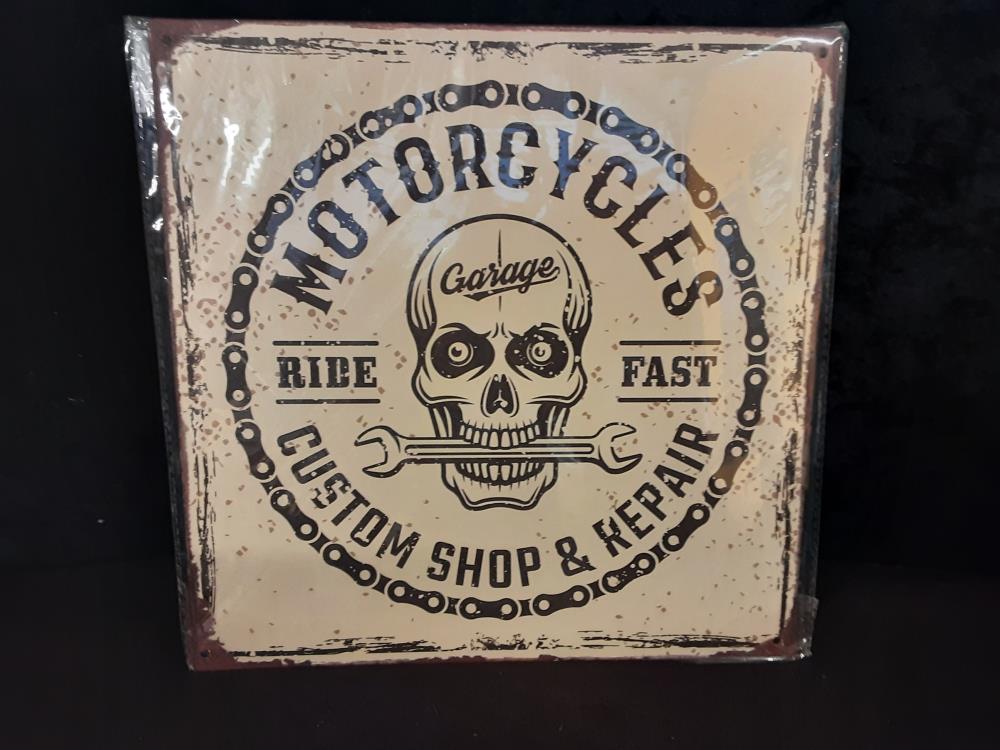 MOTORCYCLES
Garage
RIDE
FAST
CUSTOM SHOP & REPAIR